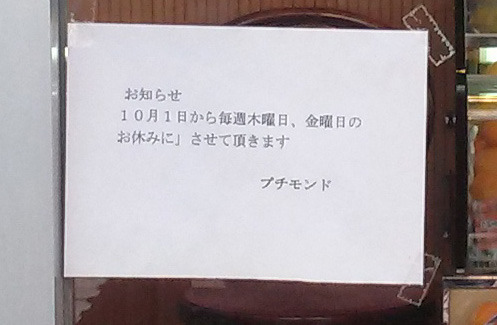 お知らせ
１０月１日から毎週木曜日、金曜日の
お休みに」させて頂きます
プチモンド